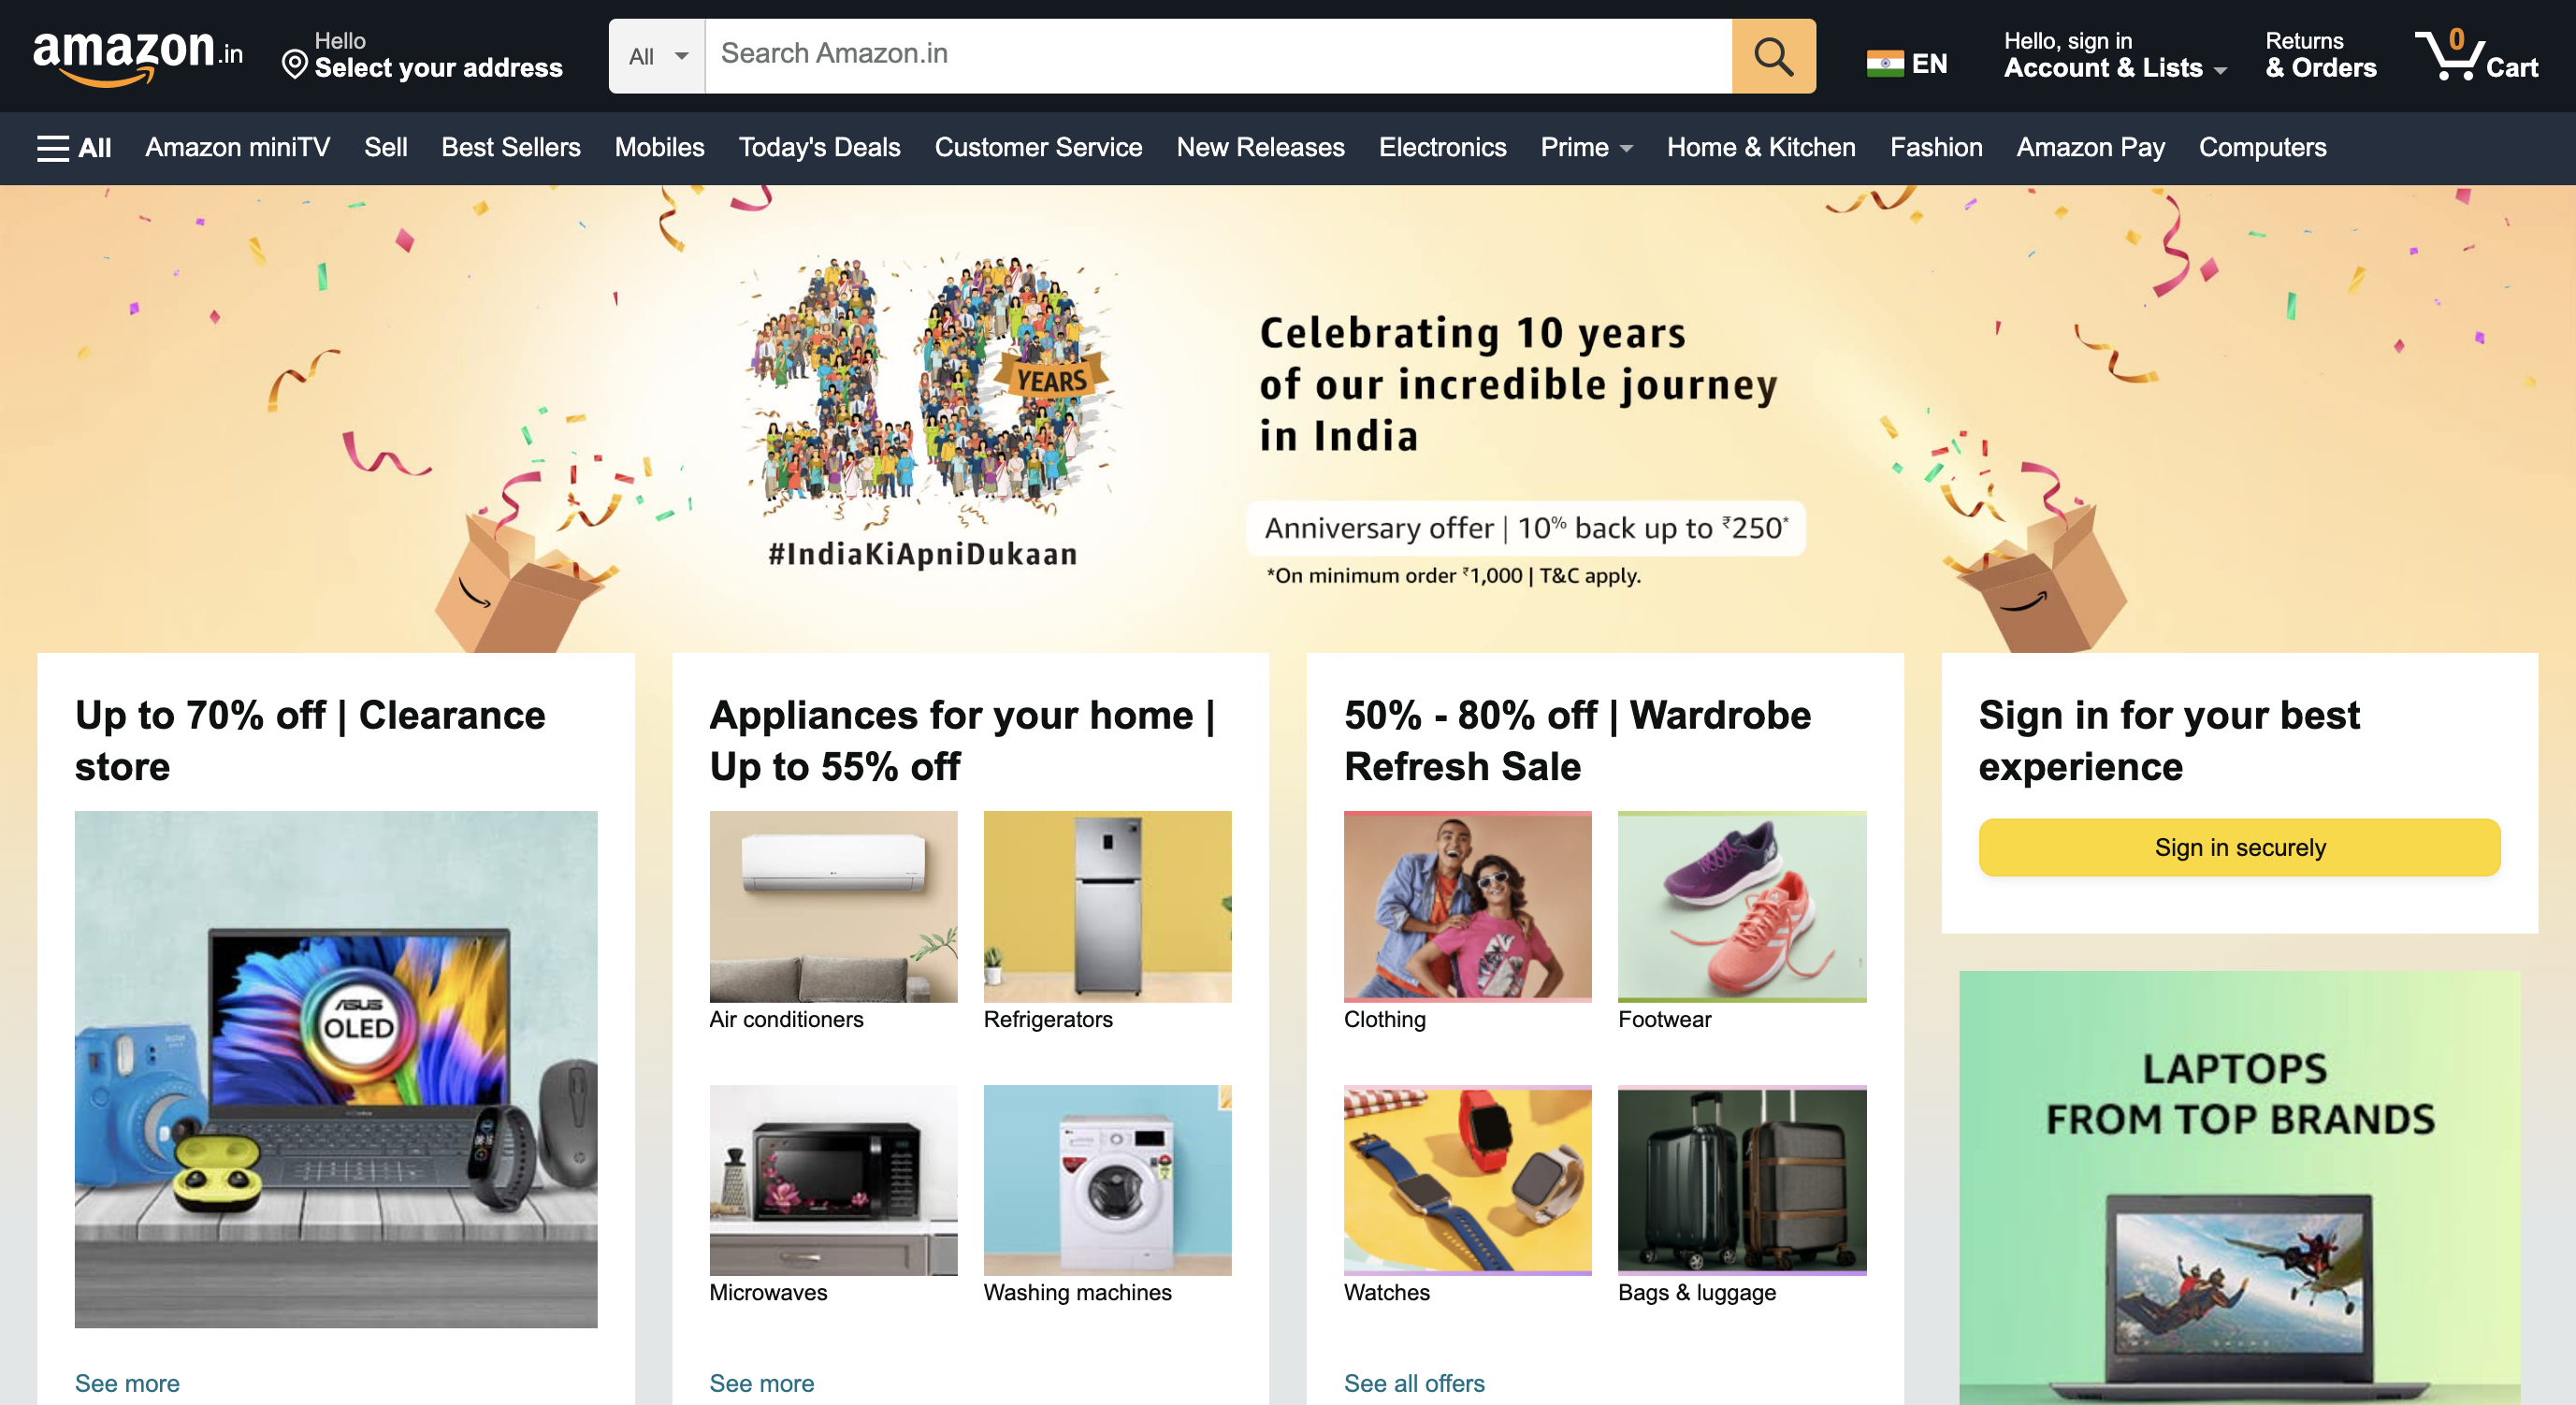 amazon.in
Hello
Select your address
All
Search Amazon.in
EN
Hello, sign in
Account & Lists
Returns
& Orders
0
Cart
All
Amazon miniTV
Sell
Best Sellers
Mobiles
Today's Deals
Customer Service
New Releases
Electronics
Prime
Home & Kitchen
Fashion
Amazon Pay
Computers
10
YEARS
#IndiaKiApniDukaan
Celebrating 10 years
of our incredible journey
in India
Anniversary offer | 10% back up to ₹250*
*On minimum order ₹1,000 | T&C apply.
Up to 70% off | Clearance
store
ASUS
OLED
See more
Appliances for your home |
Up to 55% off
Air conditioners
Refrigerators
Microwaves
Washing machines
See more
50% - 80% off | Wardrobe
Refresh Sale
Clothing
Footwear
Watches
Bags & luggage
See all offers
Sign in for your best
experience
Sign in securely
LAPTOPS
FROM TOP BRANDS